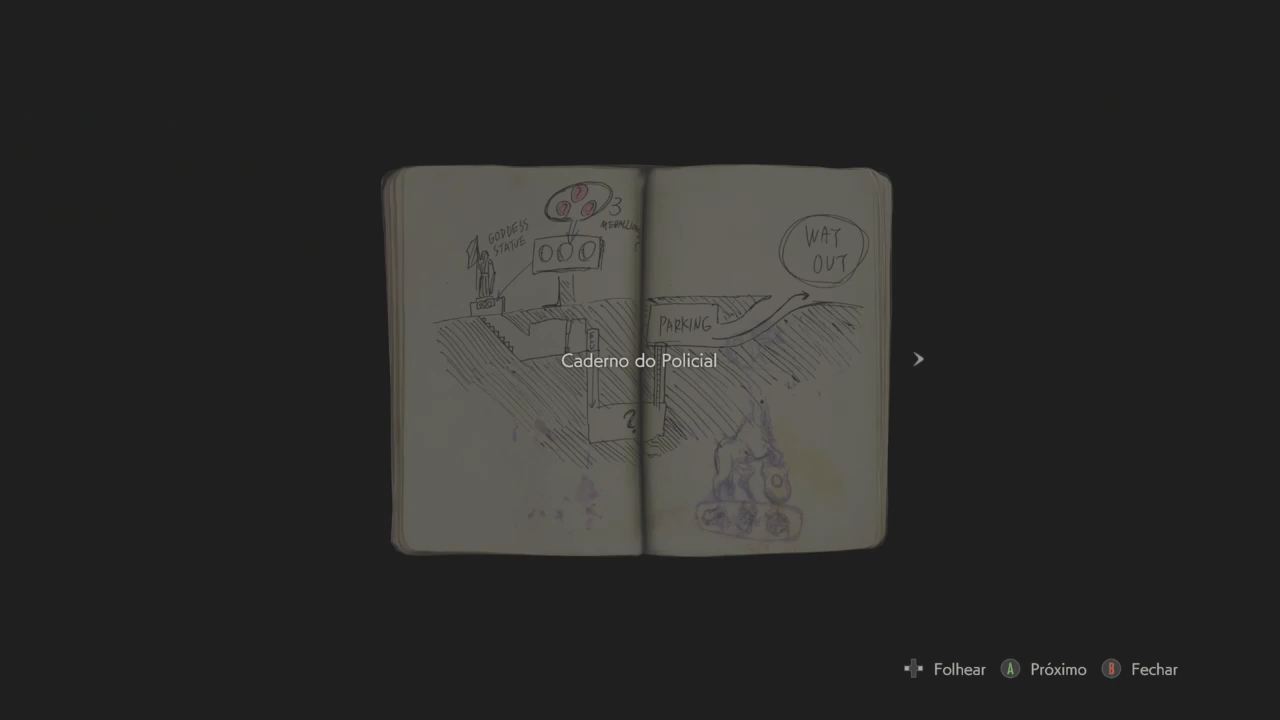 3
MEDALLIONS
?
GODDESS
STATUE
WAY
OUT
PARKING
Caderno do Policial
?
Folhear A Próximo B Fechar